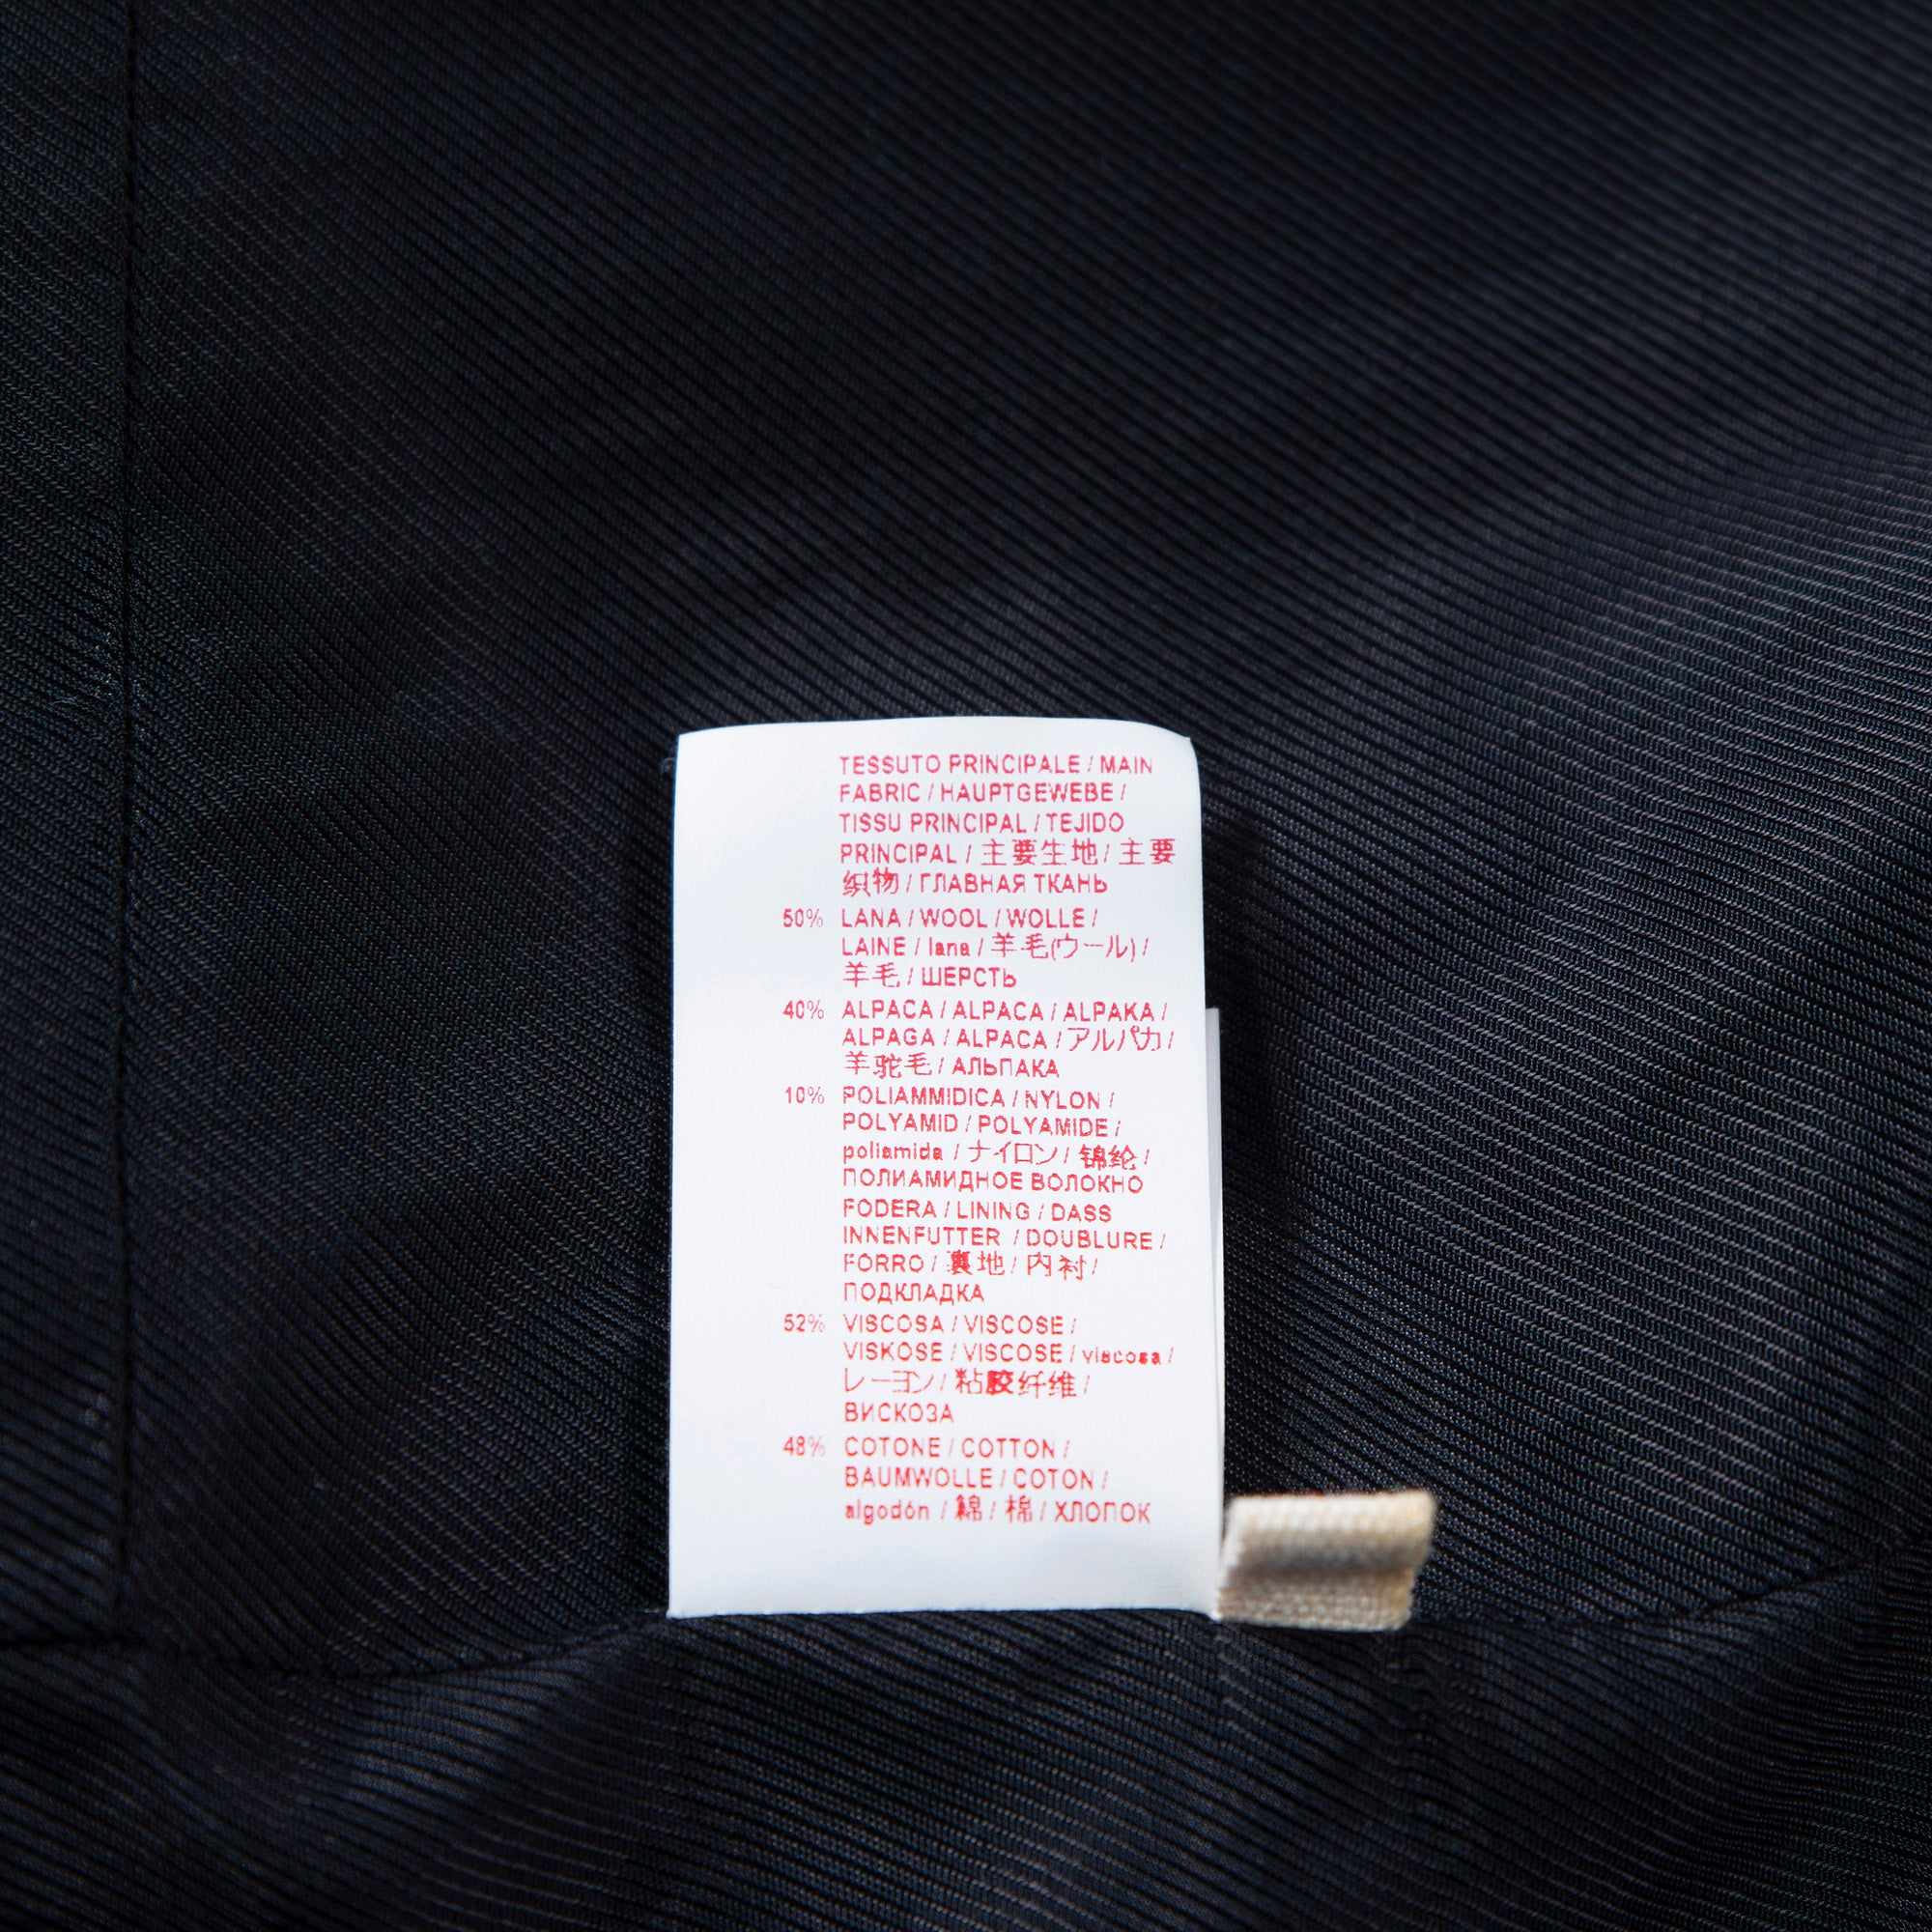 TESSUTO PRINCIPALE / MAIN
FABRIC / HAUPTGEWEBE /
TISSU PRINCIPAL / TEJIDO
PRINCIPAL / 主要生地 / 主要
织物 / ГЛАВНАЯ ТКАНЬ
50% LANA / WOOL / WOLLE /
LAINE / lana / 羊毛(ウール) /
羊毛 / ШЕРСТЬ
40% ALPACA / ALPACA / ALPAKA /
ALPAGA / ALPACA / アルパカ /
羊驼毛 / АЛЬПАКА
10% POLIAMMIDICA / NYLON /
POLYAMID / POLYAMIDE /
poliamida / ナイロン / 锦纶 /
ПОЛИАМИДНОЕ ВОЛОКНО
FODERA / LINING / DASS
INNENFUTTER / DOUBLURE /
FORRO / 裏地 / 内衬 /
ПОДКЛАДКА
52% VISCOSA / VISCOSE /
VISKOSE / VISCOSE / viscosa /
レーヨン / 粘胶纤维 /
ВИСКОЗА
48% COTONE / COTTON /
BAUMWOLLE / COTON /
algodón / 綿 / 棉 / ХЛОПОК